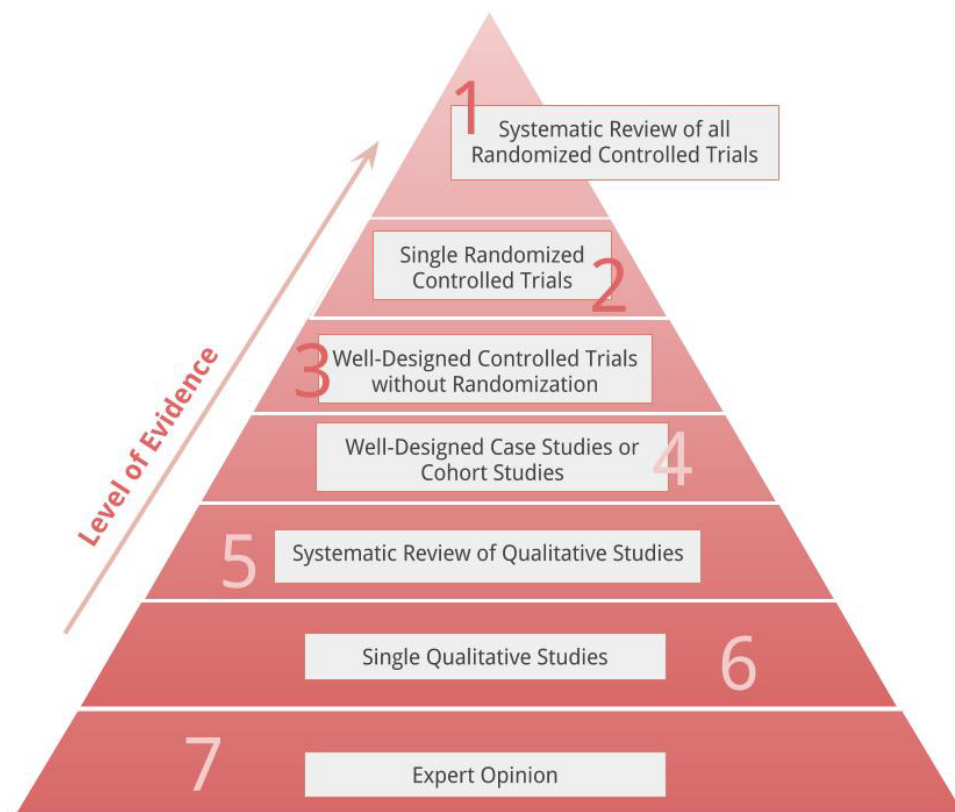 1
Systematic Review of all
Randomized Controlled Trials
Single Randomized
Controlled Trials
2
3
Well-Designed Controlled Trials
without Randomization
Level of Evidence
Well-Designed Case Studies or
Cohort Studies
4
5
Systematic Review of Qualitative Studies
Single Qualitative Studies
6
7
Expert Opinion